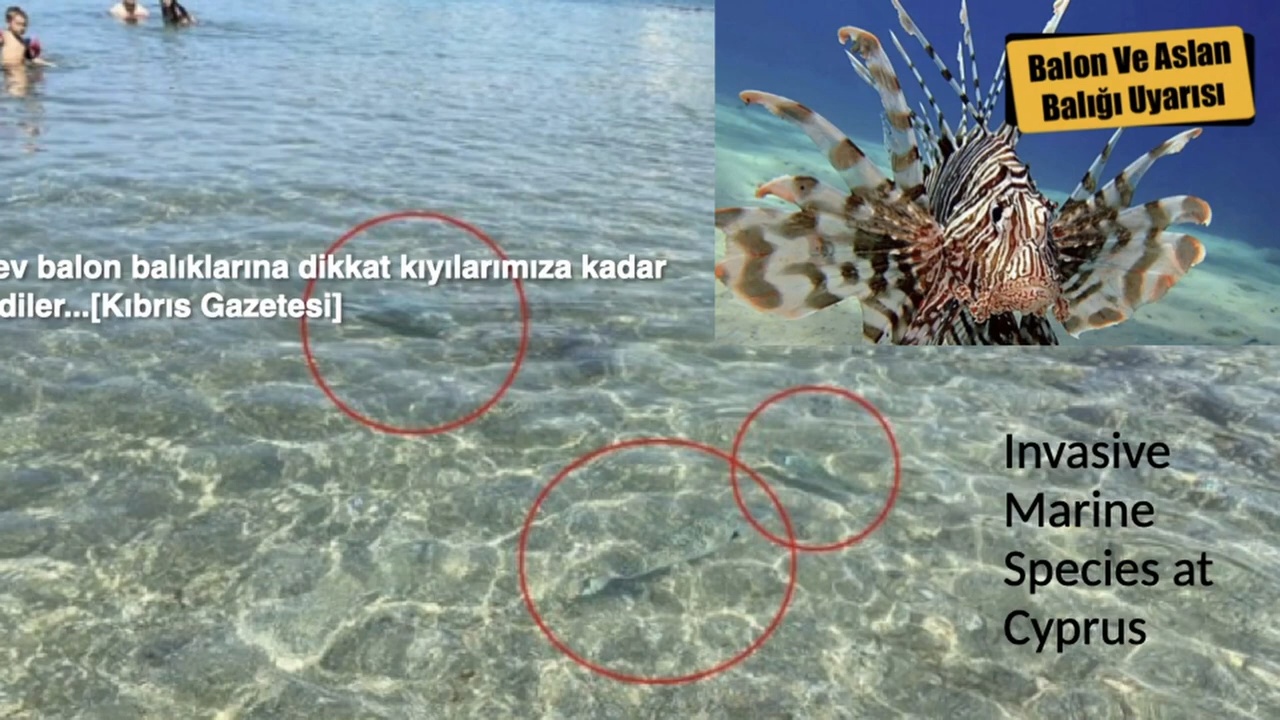 Balon Ve Aslan
Balığı Uyarısı
ev balon balıklarına dikkat kıyılarımıza kadar
diler...[Kıbrıs Gazetesi]
Invasive
Marine
Species at
Cyprus